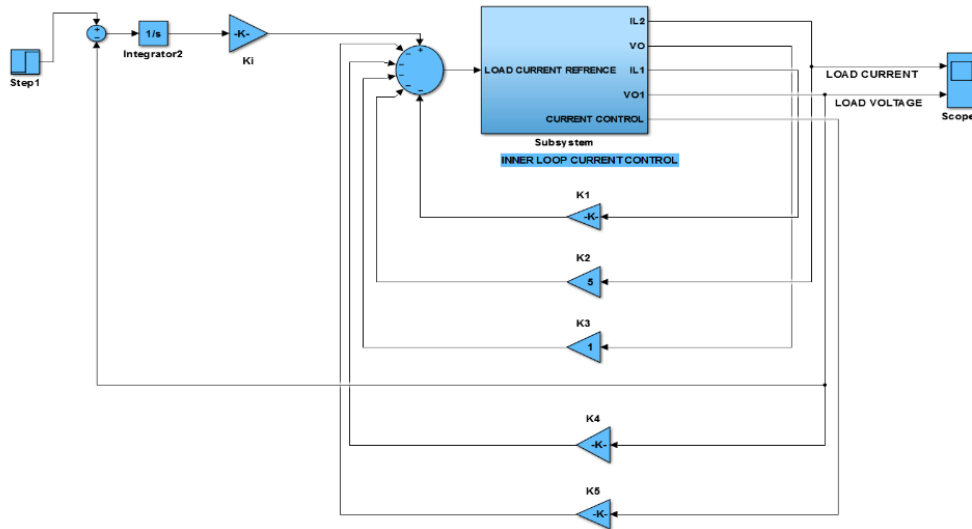 Step1
+
−
1/s
Integrator2
-K-
Ki
+
−
−
−
−
−
LOAD CURRENT REFRENCE
IL2
VO
IL1
VO1
CURRENT CONTROL
Subsystem
INNER LOOP CURRENT CONTROL
LOAD CURRENT
LOAD VOLTAGE
Scope
K1
-K-
K2
5
K3
1
K4
-K-
K5
-K-